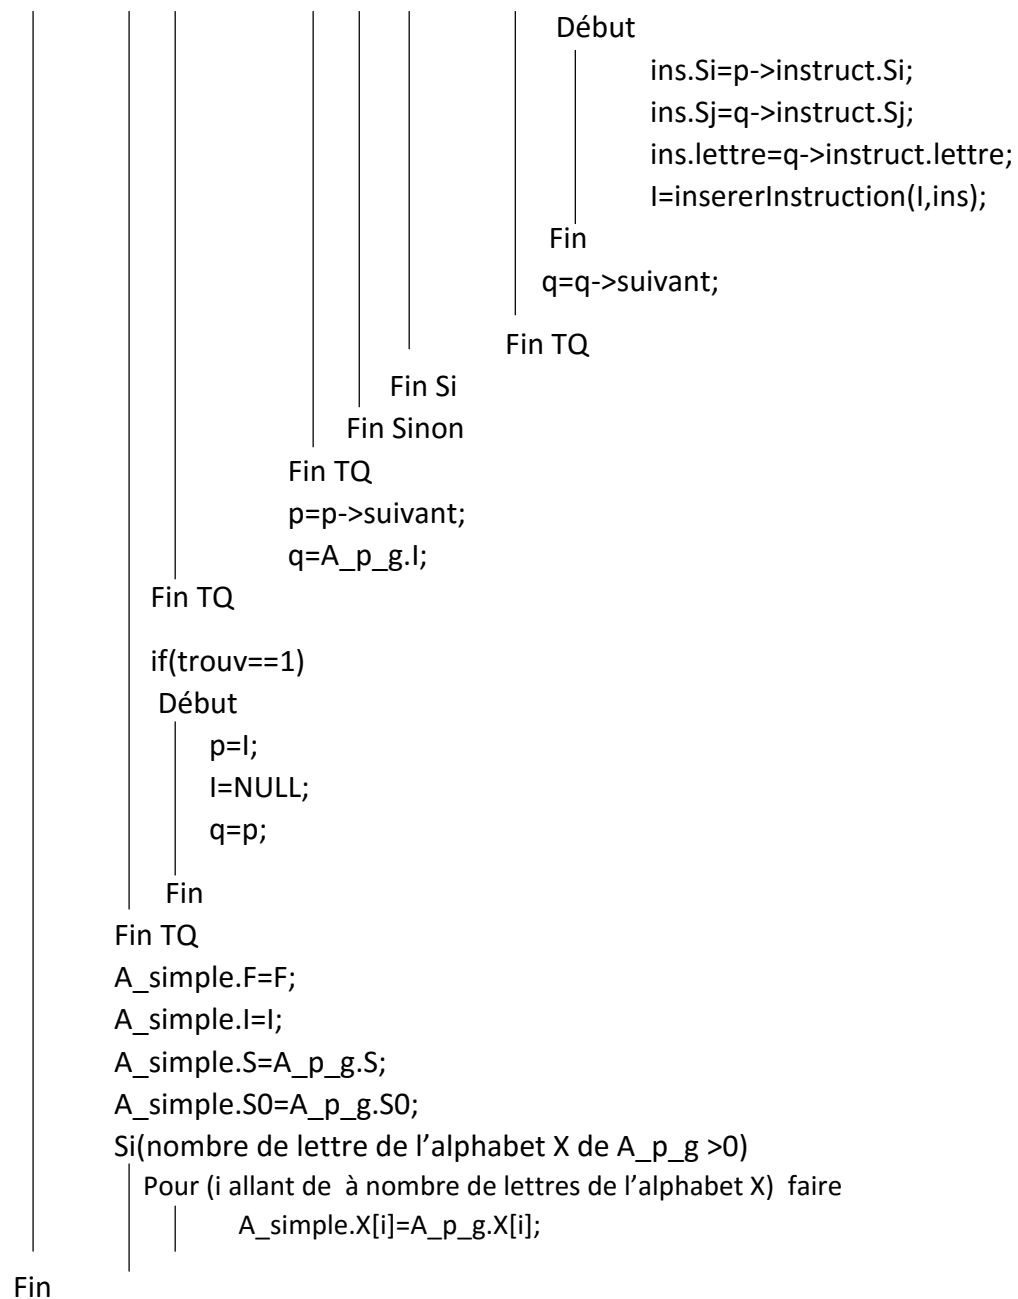 Début
ins.Si=p->instruct.Si;
ins.Sj=q->instruct.Sj;
ins.lettre=q->instruct.lettre;
I=insererInstruction(I,ins);
Fin
q=q->suivant;
Fin TQ
Fin Si
Fin Sinon
Fin TQ
p=p->suivant;
q=A_p_g.I;
Fin TQ
if(trouv==1)
Début
p=I;
I=NULL;
q=p;
Fin
Fin TQ
A_simple.F=F;
A_simple.I=I;
A_simple.S=A_p_g.S;
A_simple.S0=A_p_g.S0;
Si(nombre de lettre de l’alphabet X de A_p_g >0)
Pour (i allant de à nombre de lettres de l’alphabet X) faire
A_simple.X[i]=A_p_g.X[i];
Fin